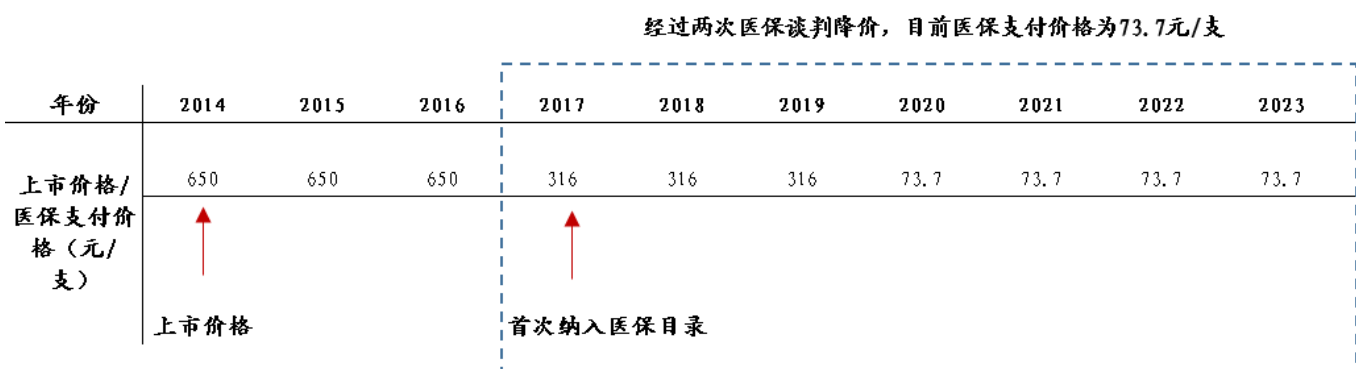 经过两次医保谈判降价，目前医保支付价格为73.7元/支
年份 2014 2015 2016 2017 2018 2019 2020 2021 2022 2023
上市价格/
医保支付价
格（元/
支）
650 650 650 316 316 316 73.7 73.7 73.7 73.7
上市价格
首次纳入医保目录